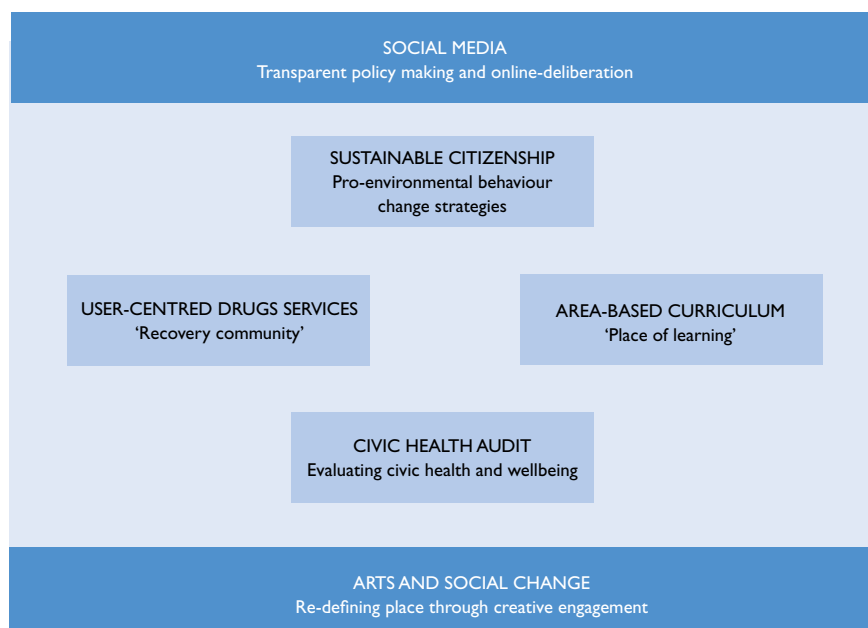 SOCIAL MEDIA
Transparent policy making and online-deliberation
SUSTAINABLE CITIZENSHIP
Pro-environmental behaviour
change strategies
USER-CENTRED DRUGS SERVICES
‘Recovery community’
AREA-BASED CURRICULUM
‘Place of learning’
CIVIC HEALTH AUDIT
Evaluating civic health and wellbeing
ARTS AND SOCIAL CHANGE
Re-defining place through creative engagement